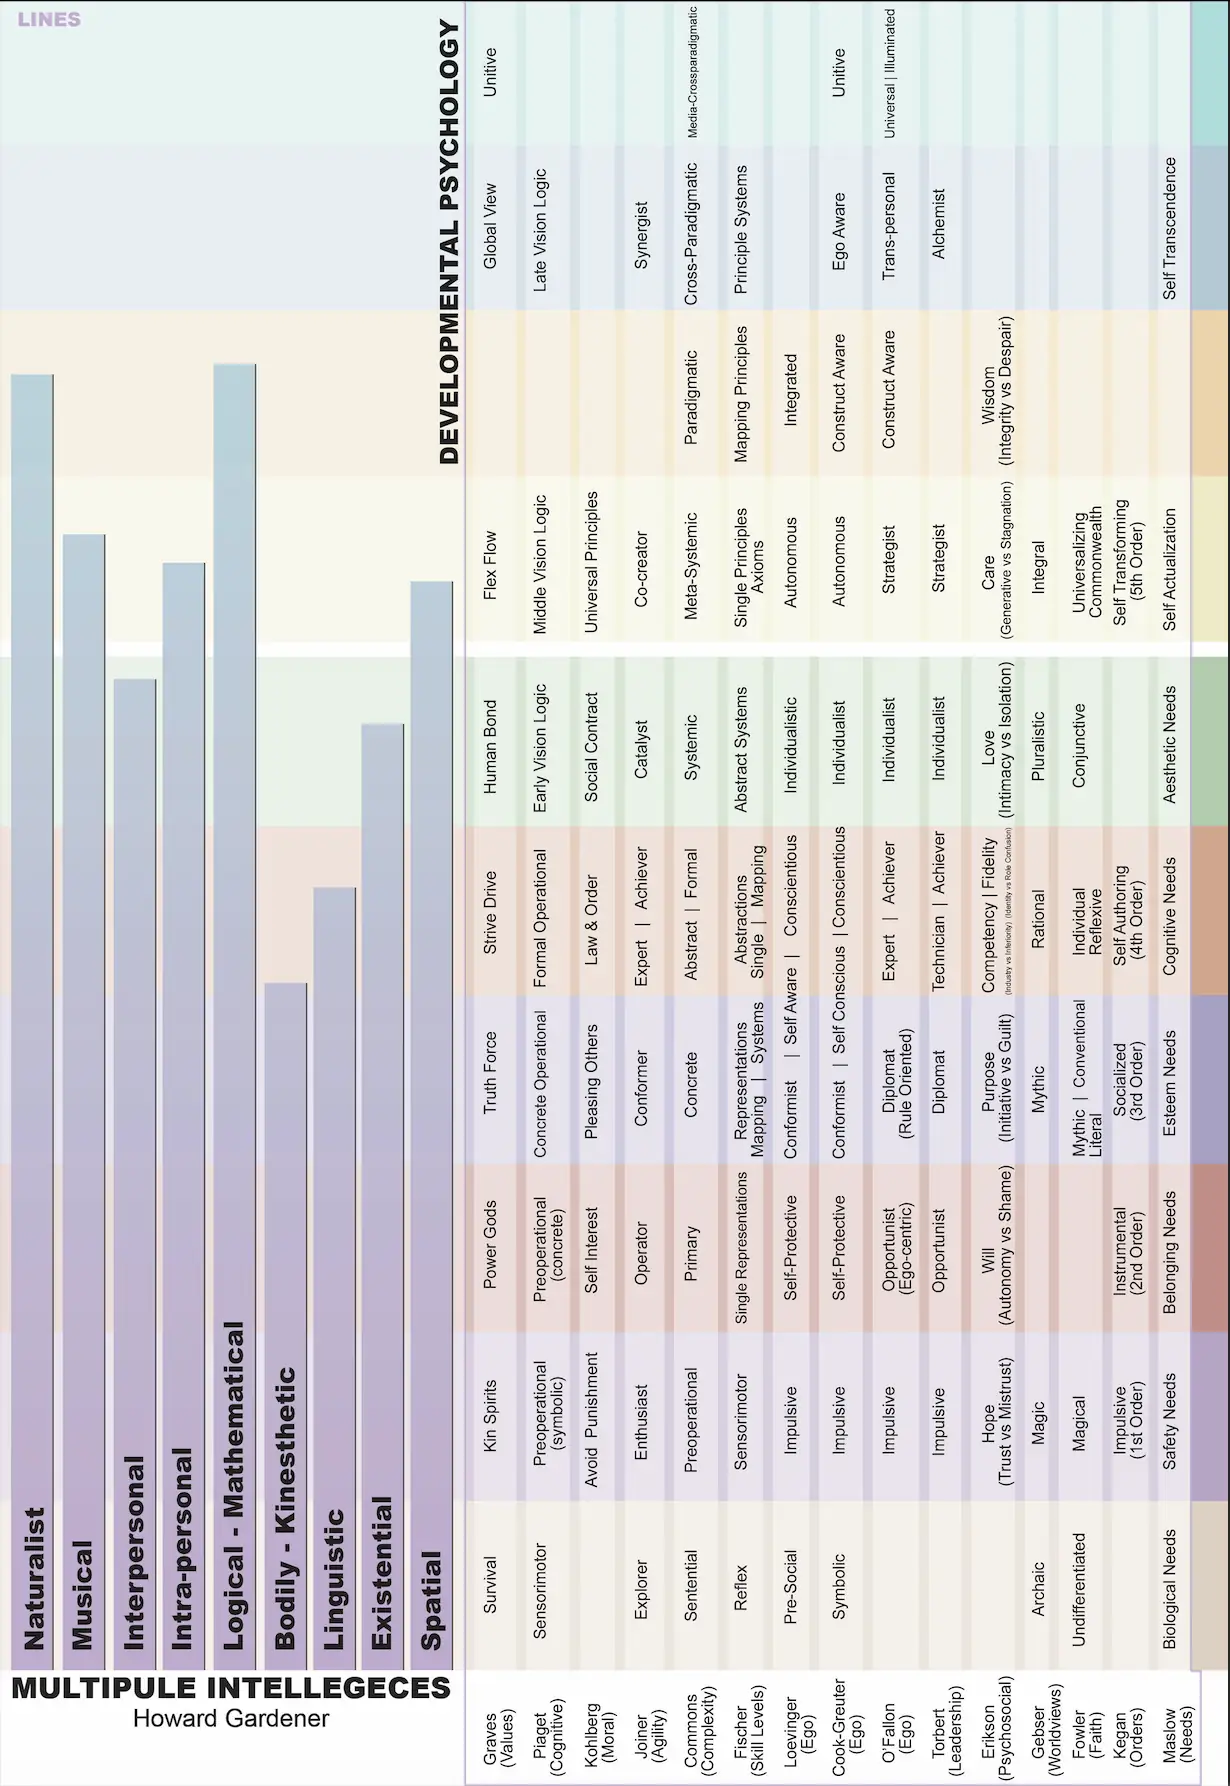 LINES
DEVELOPMENTAL PSYCHOLOGY
Naturalist
Musical
Interpersonal
Intra-personal
Logical - Mathematical
Bodily - Kinesthetic
Linguistic
Existential
Spatial
MULTIPULE INTELLEGECES
Howard Gardener
Graves
(Values)
Survival
Kin Spirits
Power Gods
Truth Force
Strive Drive
Human Bond
Flex Flow
Global View
Unitive
Piaget
(Cognitive)
Sensorimotor
Preoperational
(symbolic)
Preoperational
(concrete)
Concrete Operational
Formal Operational
Early Vision Logic
Middle Vision Logic
Late Vision Logic
Kohlberg
(Moral)
Avoid Punishment
Self Interest
Pleasing Others
Law & Order
Social Contract
Universal Principles
Joiner
(Agility)
Explorer
Enthusiast
Operator
Conformer
Expert | Achiever
Catalyst
Co-creator
Synergist
Commons
(Complexity)
Sentential
Preoperational
Primary
Concrete
Abstract | Formal
Systemic
Meta-Systemic
Paradigmatic
Cross-Paradigmatic
Media-Crossparadigmatic
Fischer
(Skill Levels)
Reflex
Sensorimotor
Single Representations
Representations
Mapping | Systems
Abstractions
Single | Mapping
Abstract Systems
Single Principles
Axioms
Mapping Principles
Principle Systems
Loevinger
(Ego)
Pre-Social
Impulsive
Self-Protective
Conformist | Self Aware | Conscientious
Individualistic
Autonomous
Integrated
Cook-Greuter
(Ego)
Symbolic
Impulsive
Self-Protective
Conformist | Self Conscious | Conscientious
Individualist
Autonomous
Construct Aware
Ego Aware
Unitive
O'Fallon
(Ego)
Impulsive
Opportunist
(Ego-centric)
Diplomat
(Rule Oriented)
Expert | Achiever
Individualist
Strategist
Construct Aware
Trans-personal
Universal | Illuminated
Torbert
(Leadership)
Impulsive
Opportunist
Diplomat
Technician | Achiever
Individualist
Strategist
Alchemist
Erikson
(Psychosocial)
Hope
(Trust vs Mistrust)
Will
(Autonomy vs Shame)
Purpose
(Initiative vs Guilt)
Competency | Fidelity
(Industry vs Inferiority) (Identity vs Role Confusion)
Love
(Intimacy vs Isolation)
Care
(Generative vs Stagnation)
Wisdom
(Integrity vs Despair)
Gebser
(Worldviews)
Archaic
Magic
Mythic
Rational
Pluralistic
Integral
Fowler
(Faith)
Undifferentiated
Magical
Mythic | Conventional
Literal
Individual
Reflexive
Conjunctive
Universalizing
Commonwealth
Kegan
(Orders)
Impulsive
(1st Order)
Instrumental
(2nd Order)
Socialized
(3rd Order)
Self Authoring
(4th Order)
Self Transforming
(5th Order)
Maslow
(Needs)
Biological Needs
Safety Needs
Belonging Needs
Esteem Needs
Cognitive Needs
Aesthetic Needs
Self Actualization
Self Transcendence